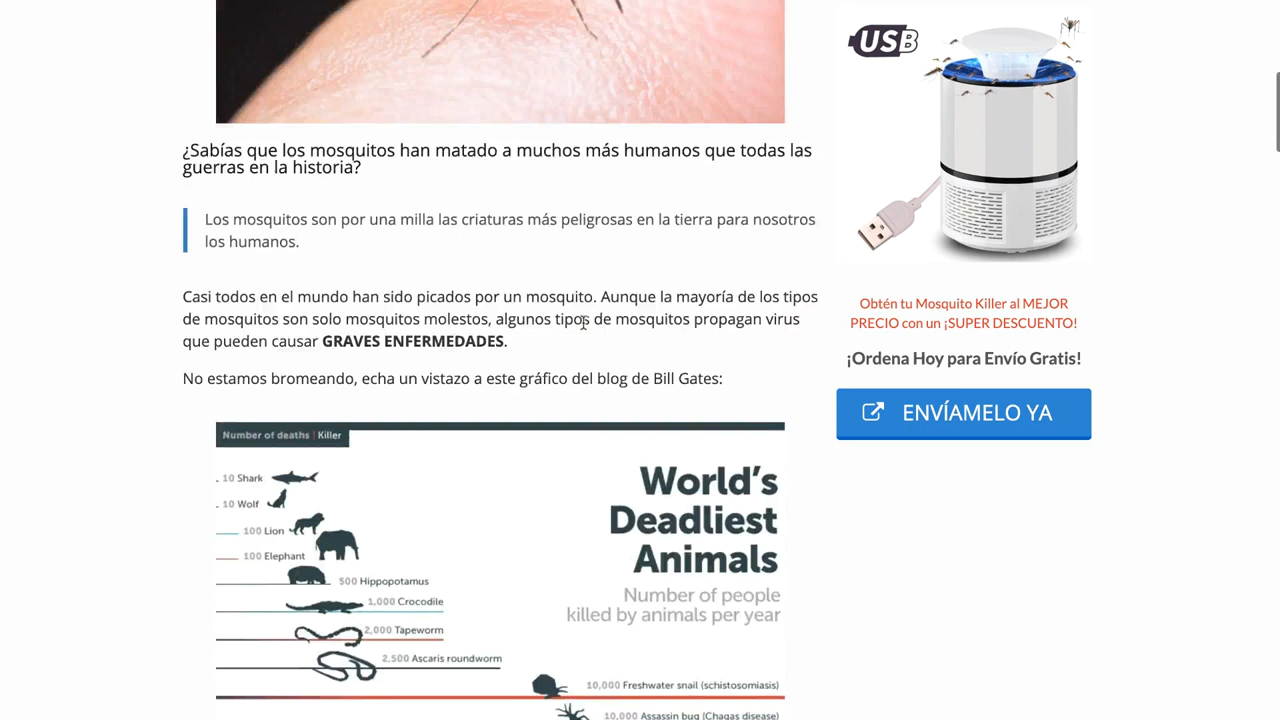 ¿Sabías que los mosquitos han matado a muchos más humanos que todas las
guerras en la historia?
Los mosquitos son por una milla las criaturas más peligrosas en la tierra para nosotros
los humanos.
Casi todos en el mundo han sido picados por un mosquito. Aunque la mayoría de los tipos
de mosquitos son solo mosquitos molestos, algunos tipos de mosquitos propagan virus
que pueden causar GRAVES ENFERMEDADES.
No estamos bromeando, echa un vistazo a este gráfico del blog de Bill Gates:
Number of deaths | Killer
10 Shark
10 Wolf
100 Lion
100 Elephant
500 Hippopotamus
1,000 Crocodile
2,000 Tapeworm
2,500 Ascaris roundworm
10,000 Freshwater snail (schistosomiasis)
10,000 Assassin bug (Chagas disease)
World's
Deadliest
Animals
Number of people
killed by animals per year
USB
Obtén tu Mosquito Killer al MEJOR
PRECIO con un ¡SUPER DESCUENTO!
¡Ordena Hoy para Envío Gratis!
ENVÍAMELO YA